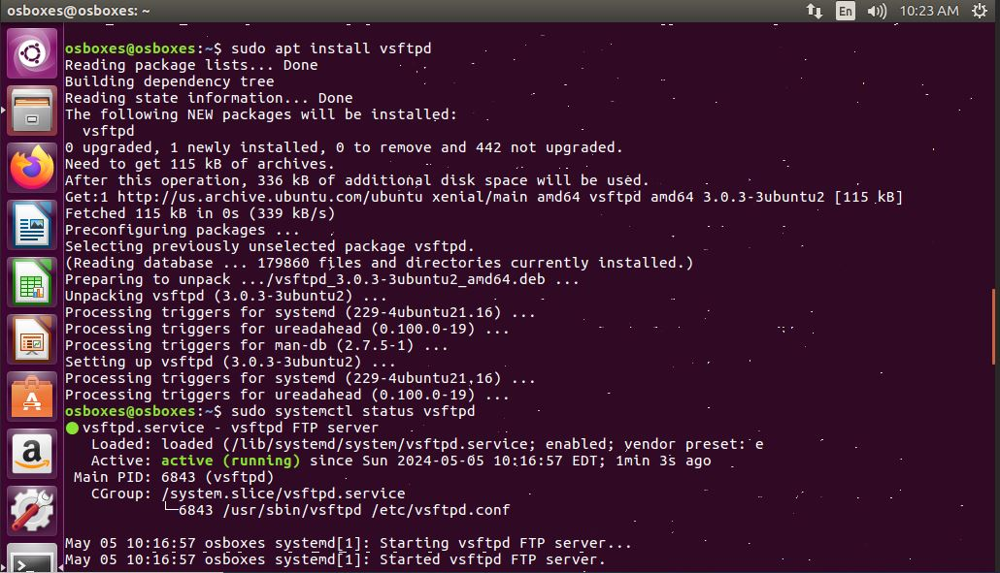 osboxes@osboxes: ~
En
10:23 AM
osboxes@osboxes:~$ sudo apt install vsftpd
Reading package lists... Done
Building dependency tree
Reading state information... Done
The following NEW packages will be installed:
vsftpd
0 upgraded, 1 newly installed, 0 to remove and 442 not upgraded.
Need to get 115 kB of archives.
After this operation, 336 kB of additional disk space will be used.
Get:1 http://us.archive.ubuntu.com/ubuntu xenial/main amd64 vsftpd amd64 3.0.3-3ubuntu2 [115 kB]
Fetched 115 kB in 0s (339 kB/s)
Preconfiguring packages ...
Selecting previously unselected package vsftpd.
(Reading database ... 179860 files and directories currently installed.)
Preparing to unpack .../vsftpd_3.0.3-3ubuntu2_amd64.deb ...
Unpacking vsftpd (3.0.3-3ubuntu2) ...
Processing triggers for systemd (229-4ubuntu21.16) ...
Processing triggers for ureadahead (0.100.0-19) ...
Processing triggers for man-db (2.7.5-1) ...
Setting up vsftpd (3.0.3-3ubuntu2) ...
Processing triggers for systemd (229-4ubuntu21.16) ...
Processing triggers for ureadahead (0.100.0-19) ...
osboxes@osboxes:~$ sudo systemctl status vsftpd
● vsftpd.service - vsftpd FTP server
Loaded: loaded (/lib/systemd/system/vsftpd.service; enabled; vendor preset: e
Active: active (running) since Sun 2024-05-05 10:16:57 EDT; 1min 3s ago
Main PID: 6843 (vsftpd)
CGroup: /system.slice/vsftpd.service
└─6843 /usr/sbin/vsftpd /etc/vsftpd.conf
May 05 10:16:57 osboxes systemd[1]: Starting vsftpd FTP server...
May 05 10:16:57 osboxes systemd[1]: Started vsftpd FTP server.